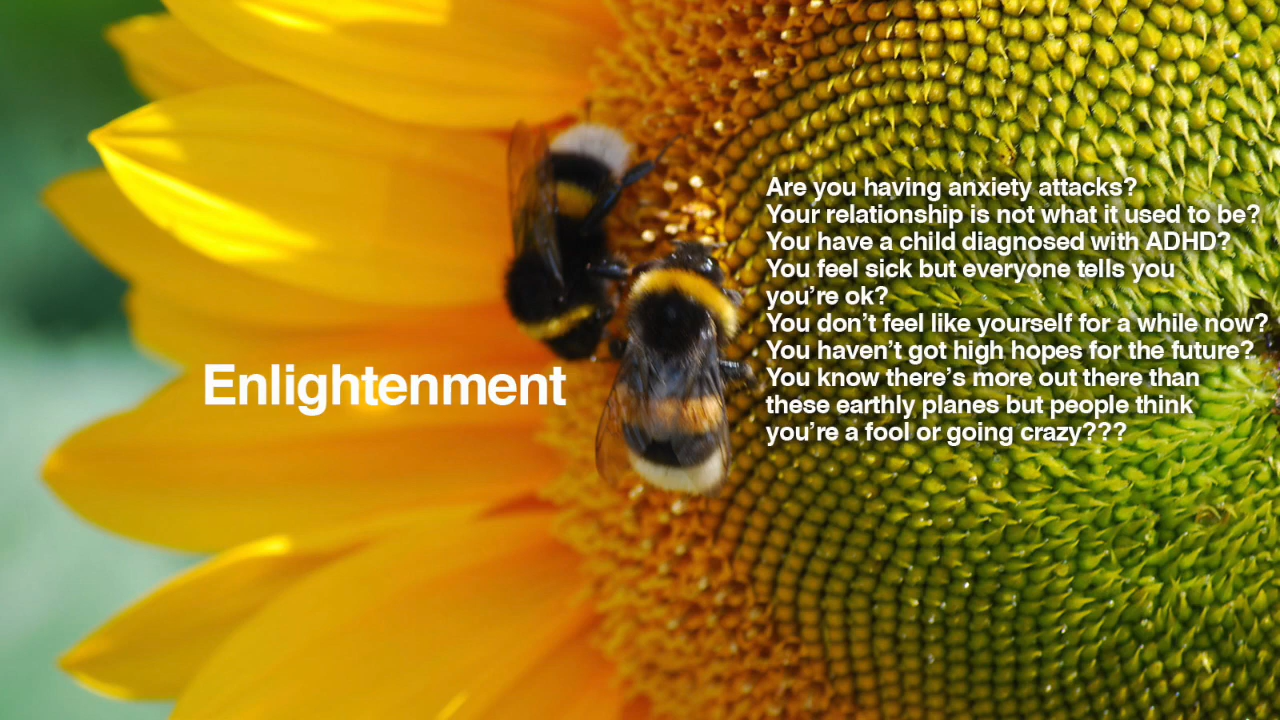 Enlightenment
Are you having anxiety attacks?
Your relationship is not what it used to be?
You have a child diagnosed with ADHD?
You feel sick but everyone tells you
you’re ok?
You don’t feel like yourself for a while now?
You haven’t got high hopes for the future?
You know there’s more out there than
these earthly planes but people think
you’re a fool or going crazy???